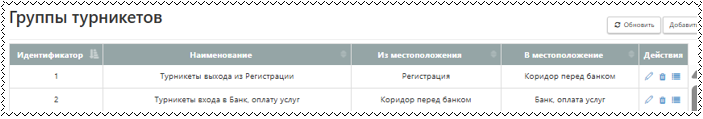 Группы турникетов
Обновить Добавит
Идентификатор Наименование Из местоположения В местоположение Действия
1 Турникеты выхода из Регистрации Регистрация Коридор перед банком
2 Турникеты входа в Банк, оплату услуг Коридор перед банком Банк, оплата услуг